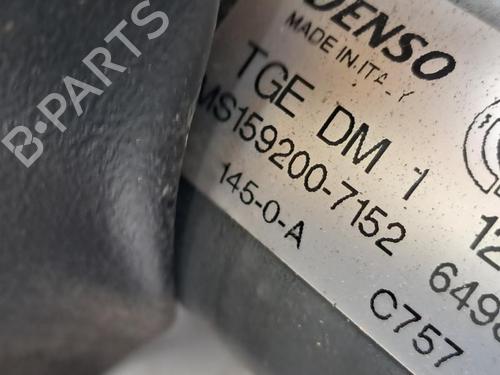 DENSO
MADE IN ITALY
TGE DM 1
MS159200-7152
145-0-A
C757
B-PARTS